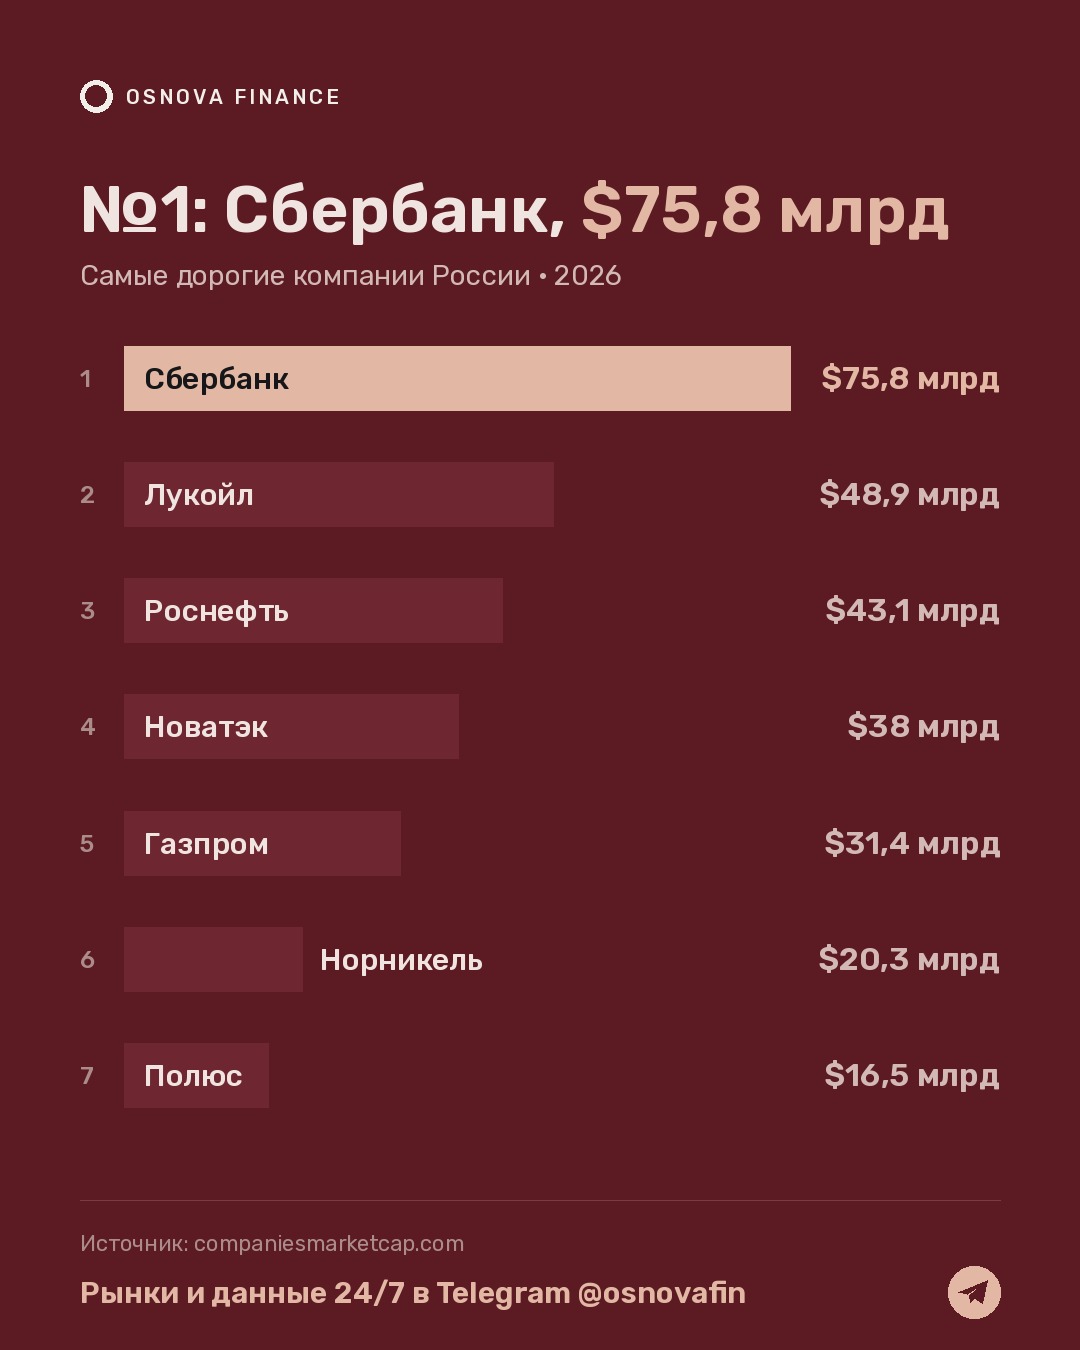 OSNOVA FINANCE
№1: Сбербанк, $75,8 млрд
Самые дорогие компании России • 2026
1 Сбербанк $75,8 млрд
2 Лукойл $48,9 млрд
3 Роснефть $43,1 млрд
4 Новатэк $38 млрд
5 Газпром $31,4 млрд
6 Норникель $20,3 млрд
7 Полюс $16,5 млрд
Источник: companiesmarketcap.com
Рынки и данные 24/7 в Telegram @osnovafin